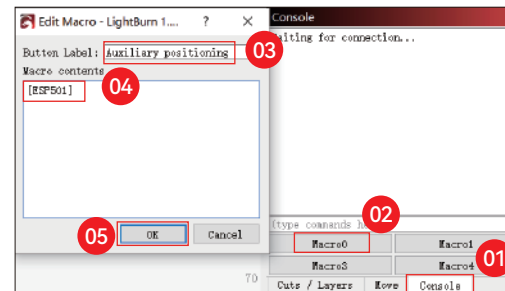 Edit Macro - LightBurn 1.... ? ×
Button Label: Auxiliary positioning
03
Macro contents
[ESP501]
04
05
OK
Cancel
70
Console
Waiting for connection...
(type commands h
02
Macro0
Macro1
Macro3
Macro4
01
Cuts / Layers
Move
Console